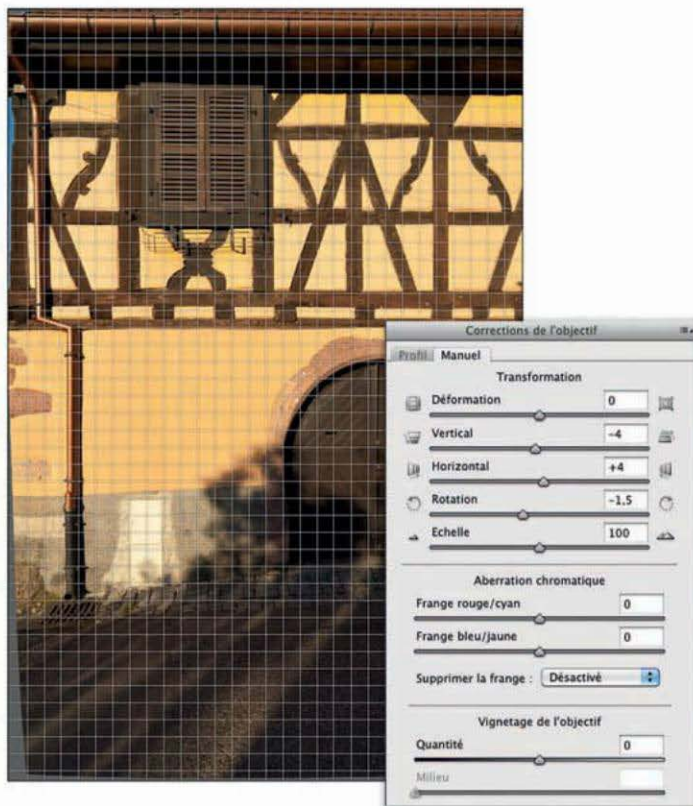 Corrections de l'objectif
Profil Manuel
Transformation
Déformation 0
Vertical -4
Horizontal +4
Rotation -1,5
Echelle 100
Aberration chromatique
Frange rouge/cyan 0
Frange bleu/jaune 0
Supprimer la frange : Désactivé
Vignetage de l'objectif
Quantité 0
Milieu